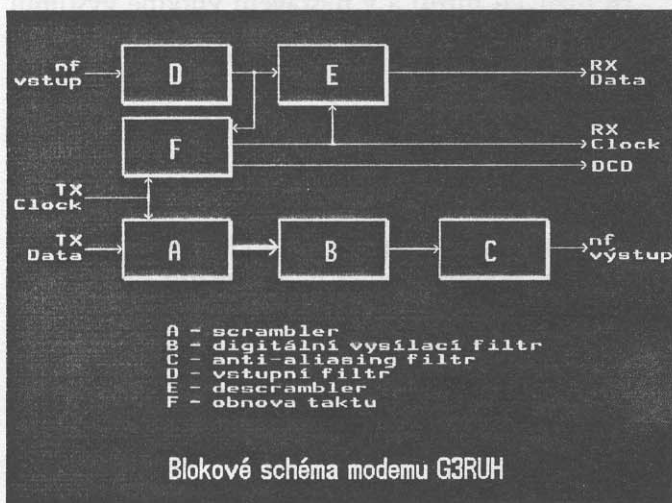 nf
vstup
D
E
RX
Data
F
RX
Clock
DCD
TX
Clock
TX
Data
A
B
C
nf
výstup
A - scrambler
B - digitální vysílací filtr
C - anti-aliasing filtr
D - vstupní filtr
E - descrambler
F - obnova taktu
Blokové schéma modemu G3RUH